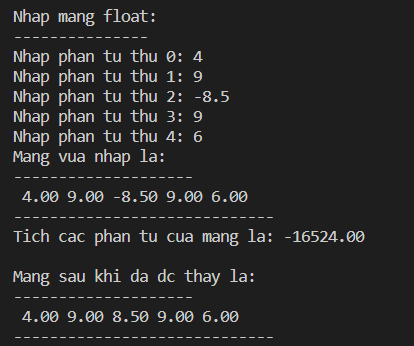 Nhap mang float:
---------------
Nhap phan tu thu 0: 4
Nhap phan tu thu 1: 9
Nhap phan tu thu 2: -8.5
Nhap phan tu thu 3: 9
Nhap phan tu thu 4: 6
Mang vua nhap la:
--------------------
 4.00 9.00 -8.50 9.00 6.00
-----------------------------
Tich cac phan tu cua mang la: -16524.00

Mang sau khi da dc thay la:
--------------------
 4.00 9.00 8.50 9.00 6.00
-----------------------------